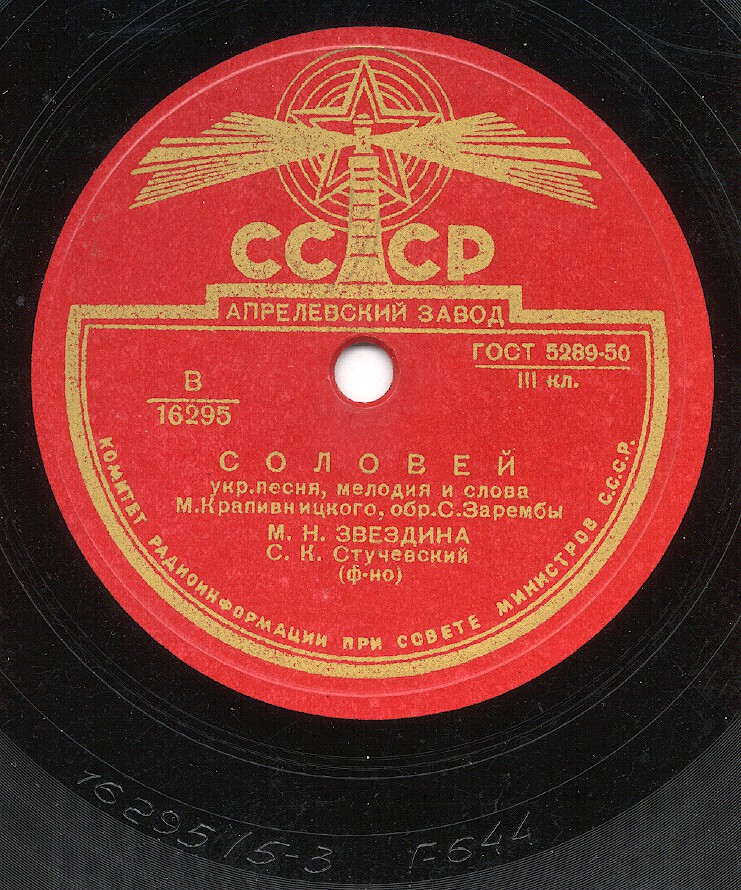 СССР
АПРЕЛЕВСКИЙ ЗАВОД
ГОСТ 5289-50
III кл.
В
16295
СОЛОВЕЙ
укр.песня, мелодия и слова
М.Крапивницкого, обр.С.Зарембы
М. Н. ЗВЕЗДИНА
С. К. Стучевский
(ф-но)
КОМИТЕТ РАДИОИНФОРМАЦИИ ПРИ СОВЕТЕ МИНИСТРОВ С.С.С.Р.
16295/5-3 Г-644